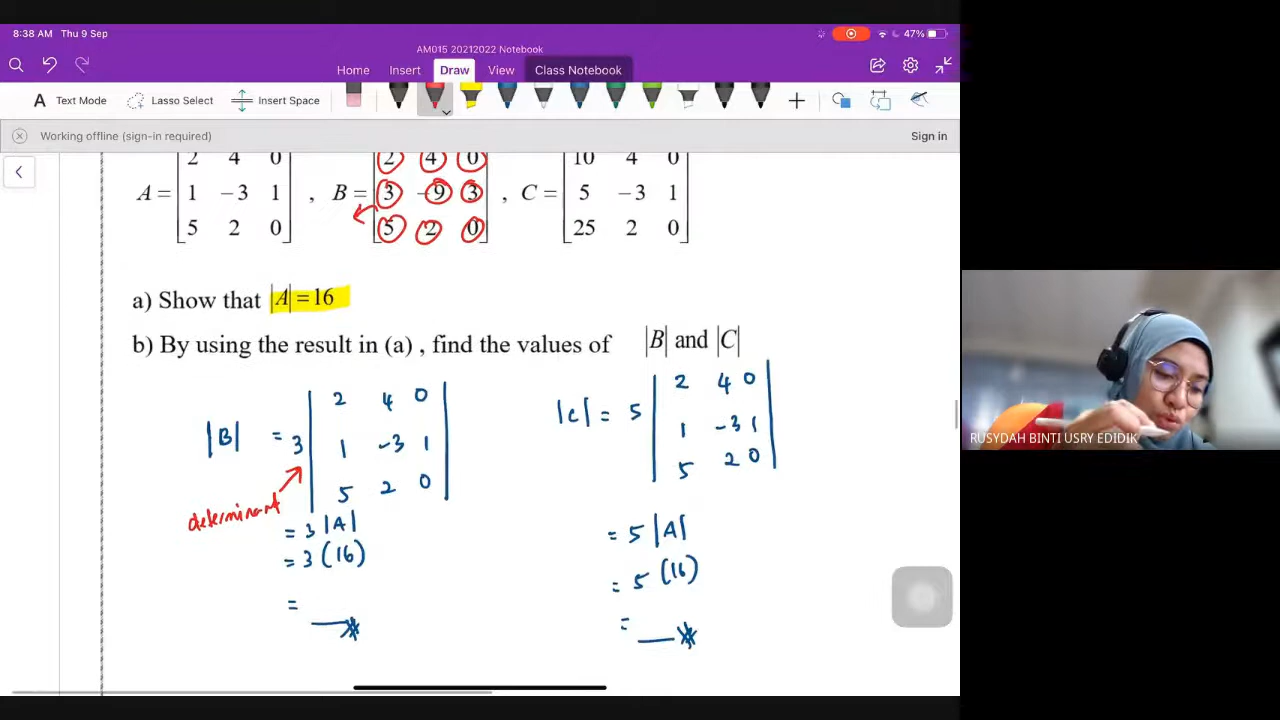 8:38 AM Thu 9 Sep
47%
AM015 20212022 Notebook
Home Insert Draw View Class Notebook
A Text Mode Lasso Select Insert Space
Working offline (sign-in required) Sign in
2 4 0 2 4 0 10 4 0
A = 1 −3 1 , B = 3 −9 3 , C = 5 −3 1
5 2 0 5 2 0 25 2 0
a) Show that |A| = 16
b) By using the result in (a) , find the values of |B| and |C|
2 4 0
|B| = 3 1 -3 1
5 2 0
determinant
= 3 |A|
= 3 (16)
=
2 4 0
|C| = 5 1 -3 1
5 2 0
= 5 |A|
= 5 (16)
=
RUSYDAH BINTI USRY EDIDIK